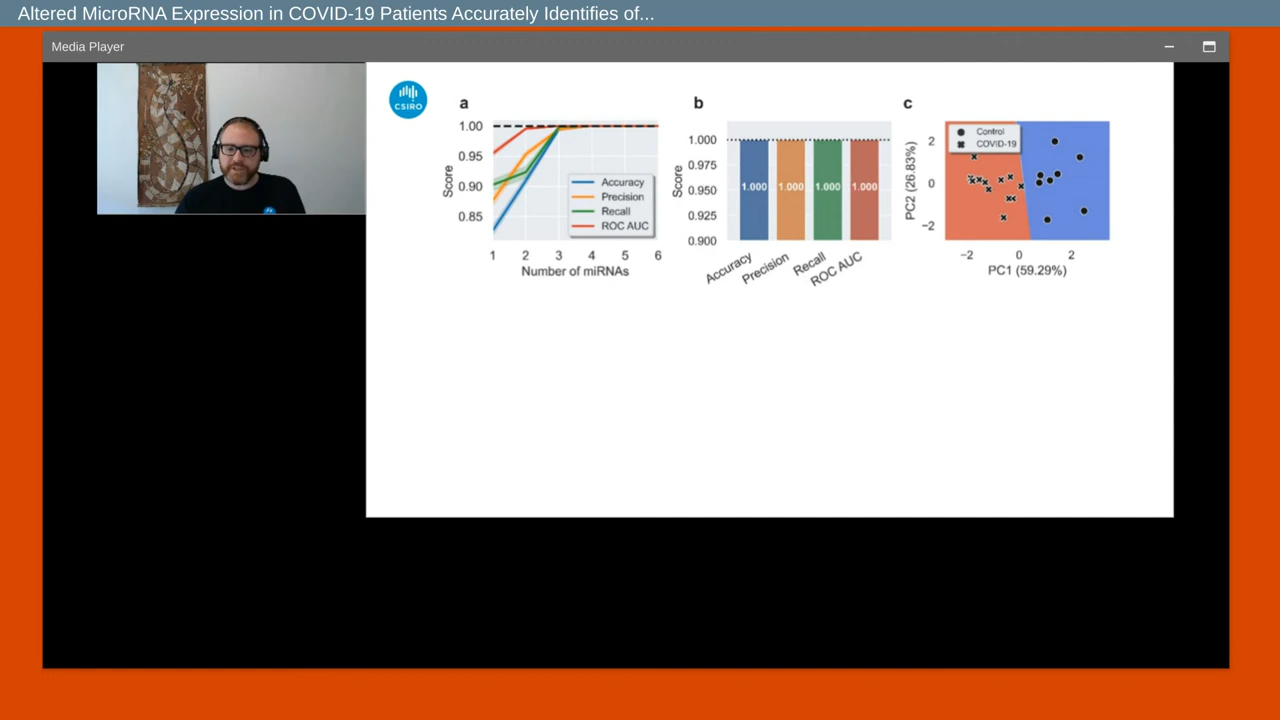 Altered MicroRNA Expression in COVID-19 Patients Accurately Identifies of...
Media Player
CSIRO
a
1.00
0.95
0.90
0.85
Score
Accuracy
Precision
Recall
ROC AUC
1 2 3 4 5 6
Number of miRNAs
b
1.000
0.975
0.950
0.925
0.900
Score
1.000 1.000 1.000 1.000
Accuracy
Precision
Recall
ROC AUC
c
Control
COVID-19
2
0
−2
PC2 (26.83%)
−2 0 2
PC1 (59.29%)